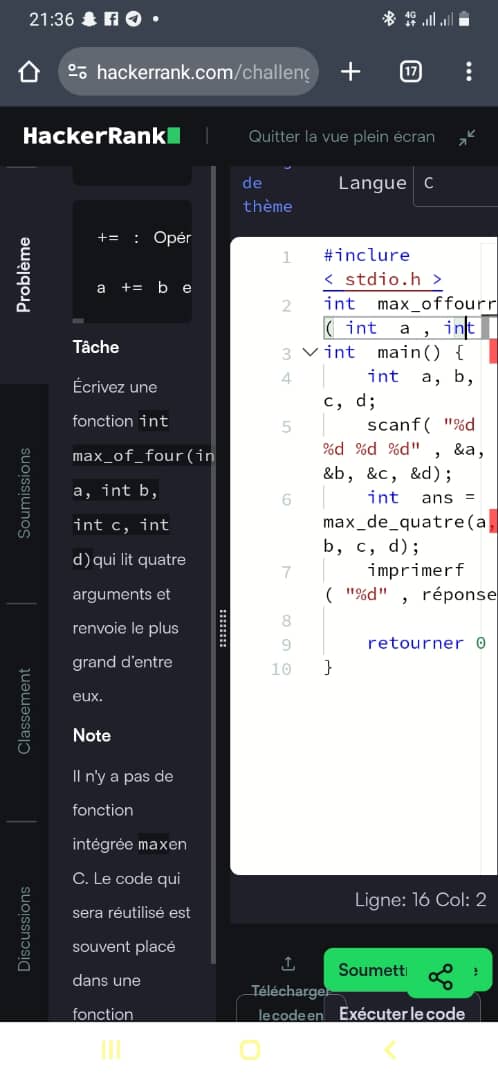 21:36
4G
hackerrank.com/challeng
17
HackerRank
Quitter la vue plein écran
de
thème
Langue C
Problème
Soumissions
Classement
Discussions
+= : Opér
a += b e
Tâche
Écrivez une
fonction int
max_of_four(in
a, int b,
int c, int
d)qui lit quatre
arguments et
renvoie le plus
grand d'entre
eux.
Note
Il n'y a pas de
fonction
intégrée maxen
C. Le code qui
sera réutilisé est
souvent placé
dans une
fonction
1 #inclure
< stdio.h >
2 int max_offourr
( int a , int
3 int main() {
4 int a, b,
c, d;
5 scanf( "%d
%d %d %d" , &a,
&b, &c, &d);
6 int ans =
max_de_quatre(a,
b, c, d);
7 imprimerf
( "%d" , réponse
8
9 retourner 0
10 }
Ligne: 16 Col: 2
Télécharger
le code en
Soumett
Exécuter le code